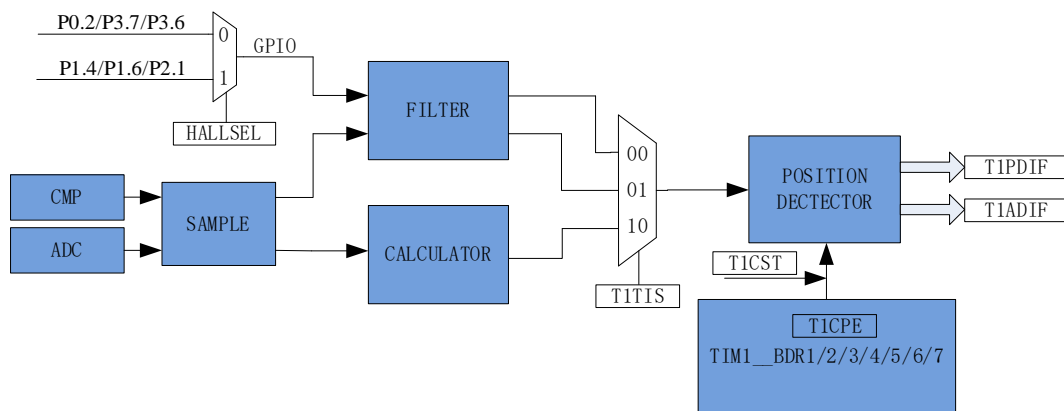 P0.2/P3.7/P3.6
0
GPIO
P1.4/P1.6/P2.1
1
HALLSEL
FILTER
CMP
ADC
SAMPLE
CALCULATOR
00
01
10
T1TIS
POSITION
DECTECTOR
T1PDIF
T1ADIF
T1CST
T1CPE
TIM1__BDR1/2/3/4/5/6/7